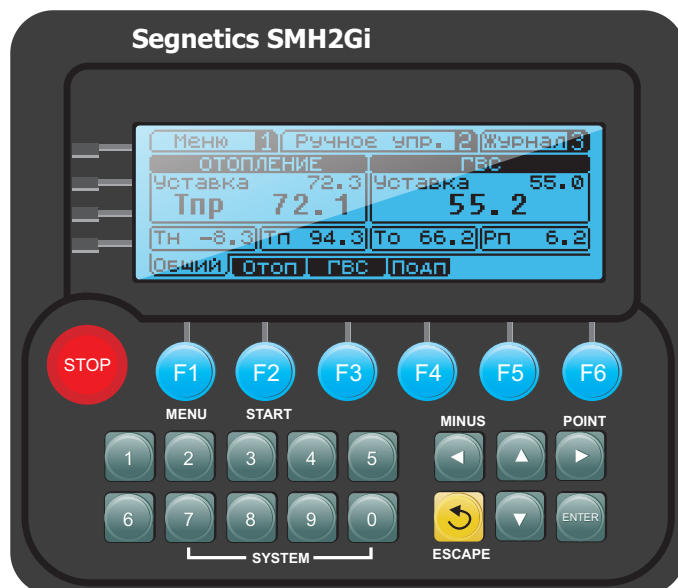 Segnetics SMH2Gi
Меню 1 Ручное упр. 2 Журнал 3
ОТОПЛЕНИЕ ГВС
Уставка 72.3 Уставка 55.0
Тпр 72.1 55.2
Тн -8.3 Тп 94.3 То 66.2 Рп 6.2
Общий Отоп ГВС Подп
STOP F1 F2 F3 F4 F5 F6
MENU START MINUS POINT
1 2 3 4 5
6 7 8 9 0 ENTER
SYSTEM ESCAPE